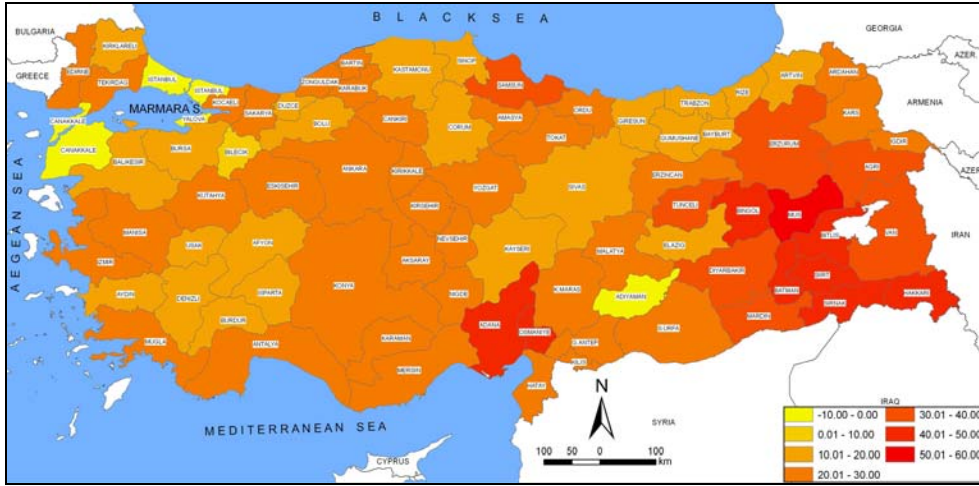 BLACKSEA
BULGARIA
GEORGIA
AZER.
GREECE
ARMENIA
AZER
IRAN
IRAQ
SYRIA
CYPRUS
MARMARA S.
AEGEAN SEA
MEDITERRANEAN SEA
KIRKLARELI
EDIRNE
TEKIRDAG
ISTANBUL
ISTANBUL
KOCAELI
YALOVA
SAKARYA
DUZCE
ZONGULDAK
BARTIN
KARABUK
KASTAMONU
SINOP
SAMSUN
ORDU
GIRESUN
TRABZON
RIZE
ARTVIN
ARDAHAN
KARS
IGDIR
CANAKKALE
CANAKKALE
BALIKESIR
BURSA
BILECIK
BOLU
CANKIRI
CORUM
AMASYA
TOKAT
GUMUSHANE
BAYBURT
ERZURUM
AGRI
KUTAHYA
ESKISEHIR
ANKARA
KIRIKKALE
YOZGAT
SIVAS
ERZINCAN
TUNCELI
BINGOL
MUS
BITLIS
VAN
MANISA
IZMIR
USAK
AFYON
KIRSEHIR
NEVSEHIR
AKSARAY
KAYSERI
MALATYA
ELAZIG
DIYARBAKIR
BATMAN
SIIRT
SIRNAK
HAKKARI
AYDIN
DENIZLI
ISPARTA
BURDUR
KONYA
NIGDE
K.MARAS
ADIYAMAN
S.URFA
MARDIN
MUGLA
ANTALYA
KARAMAN
MERSIN
ADANA
OSMANIYE
G.ANTEP
KILIS
HATAY
N
100 0 100
km
-10.00 - 0.00
0.01 - 10.00
10.01 - 20.00
20.01 - 30.00
30.01 - 40.00
40.01 - 50.00
50.01 - 60.00